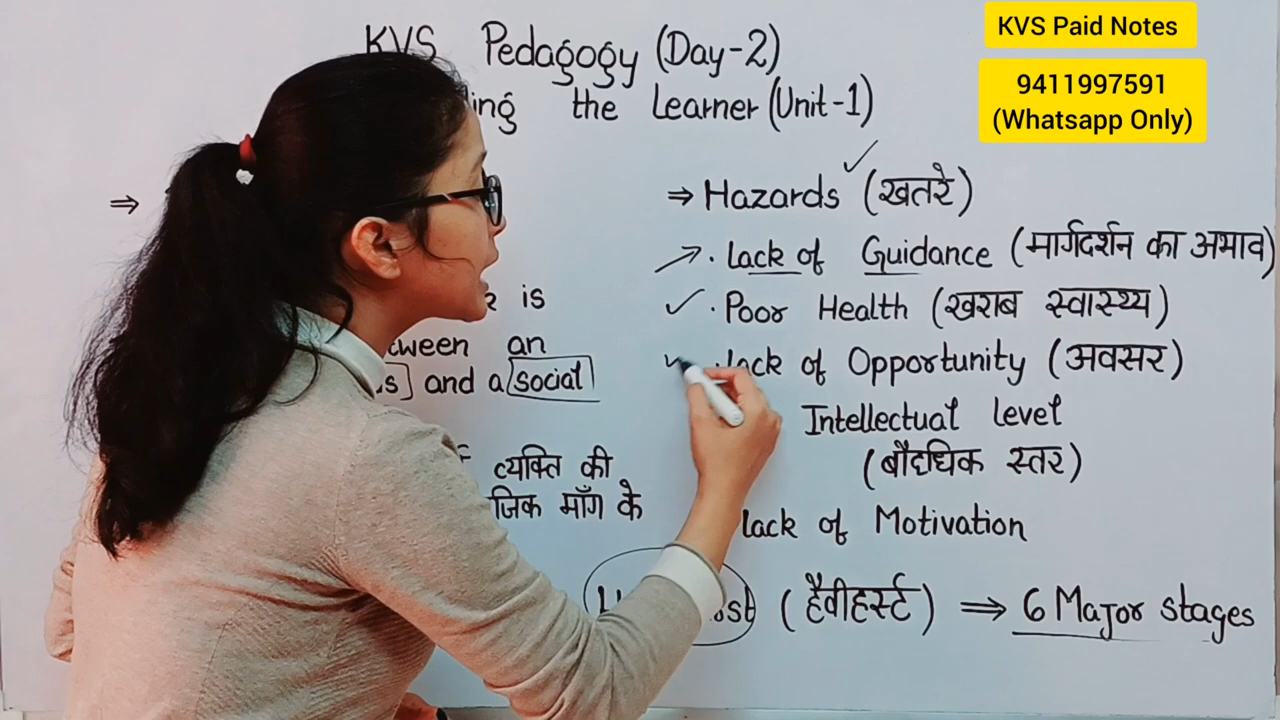 KVS Pedagogy (Day-2)
the Learner (Unit-1)
KVS Paid Notes
9411997591
(Whatsapp Only)
⇒
is
an
and a social
व्यक्ति की
माँग के
⇒ Hazards (खतरे)
· Lack of Guidance (मार्गदर्शन का अभाव)
· Poor Health (खराब स्वास्थ्य)
· Lack of Opportunity (अवसर)
Intellectual level
(बौद्धिक स्तर)
lack of Motivation
(हैवीहर्स्ट) ⇒ 6 Major stages